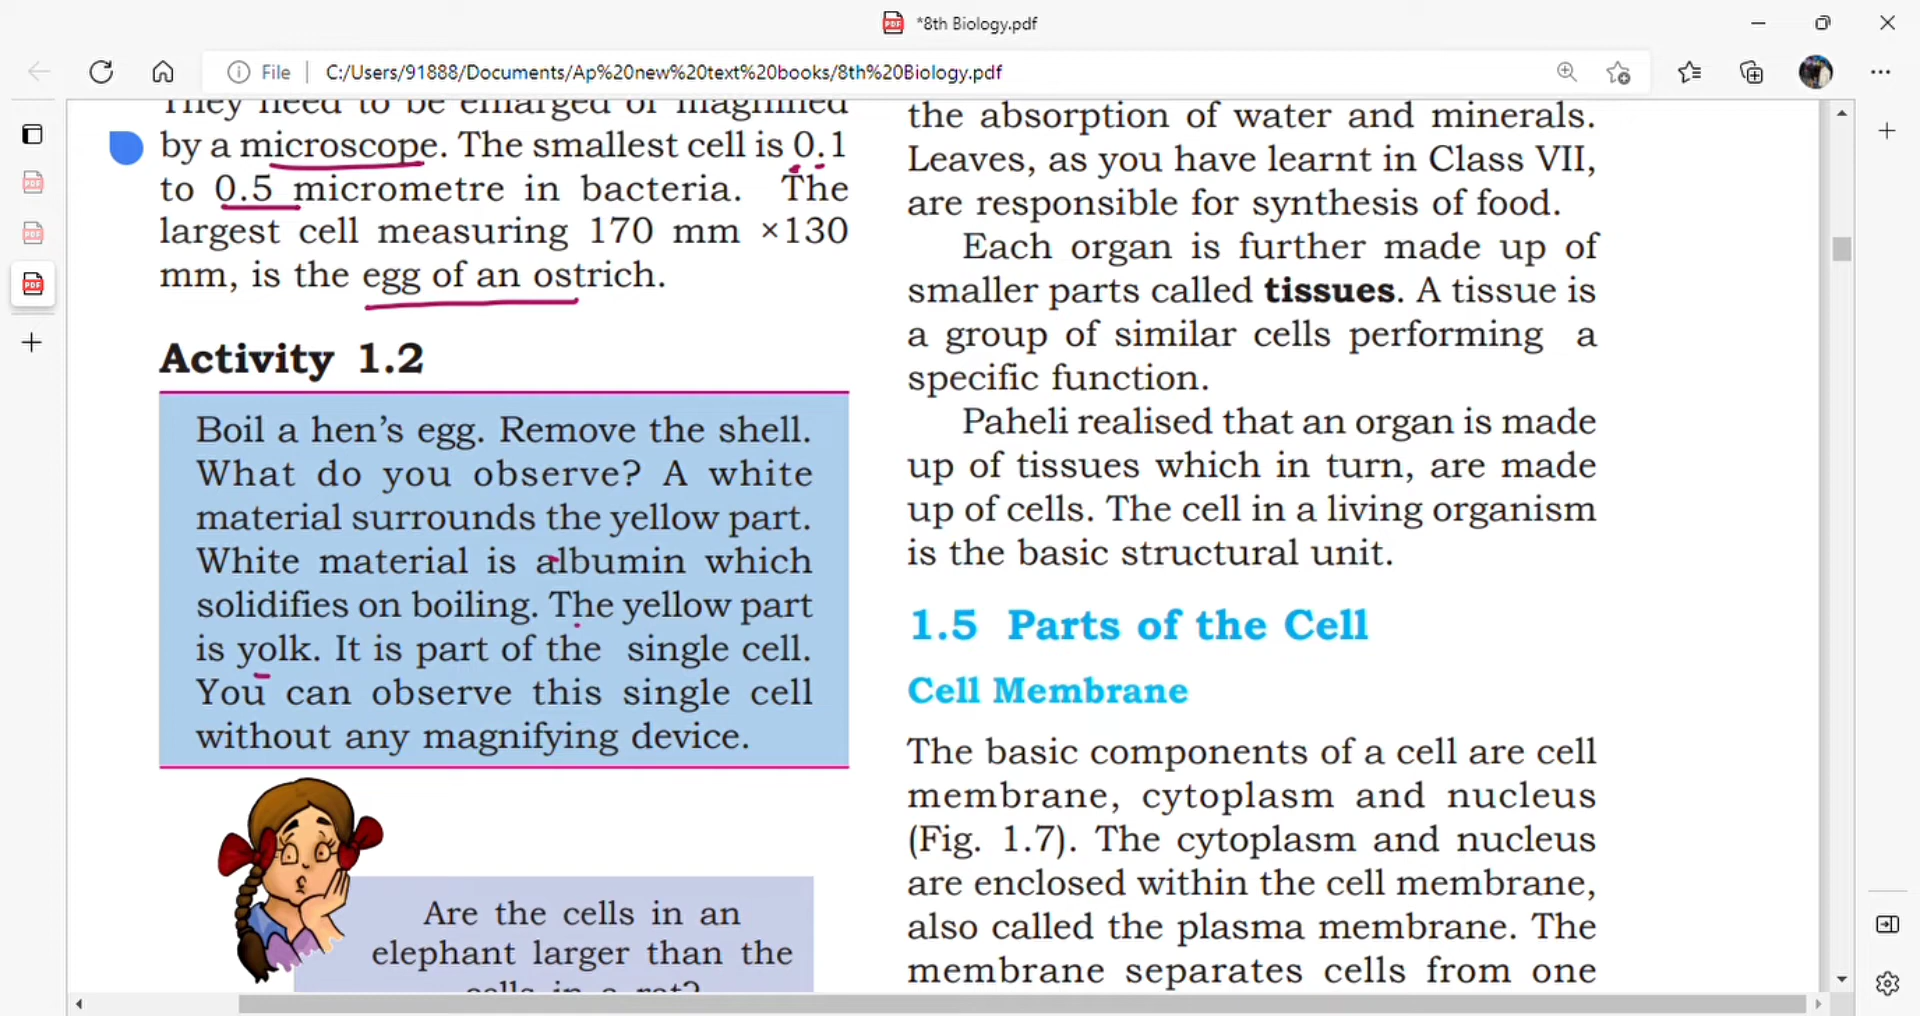 *8th Biology.pdf
File
C:/Users/91888/Documents/Ap%20new%20text%20books/8th%20Biology.pdf
They need to be enlarged or magnified
by a microscope. The smallest cell is 0.1
to 0.5 micrometre in bacteria. The
largest cell measuring 170 mm ×130
mm, is the egg of an ostrich.
Activity 1.2
Boil a hen’s egg. Remove the shell.
What do you observe? A white
material surrounds the yellow part.
White material is albumin which
solidifies on boiling. The yellow part
is yolk. It is part of the single cell.
You can observe this single cell
without any magnifying device.
Are the cells in an
elephant larger than the
cells in a rat?
the absorption of water and minerals.
Leaves, as you have learnt in Class VII,
are responsible for synthesis of food.
Each organ is further made up of
smaller parts called tissues. A tissue is
a group of similar cells performing a
specific function.
Paheli realised that an organ is made
up of tissues which in turn, are made
up of cells. The cell in a living organism
is the basic structural unit.
1.5 Parts of the Cell
Cell Membrane
The basic components of a cell are cell
membrane, cytoplasm and nucleus
(Fig. 1.7). The cytoplasm and nucleus
are enclosed within the cell membrane,
also called the plasma membrane. The
membrane separates cells from one